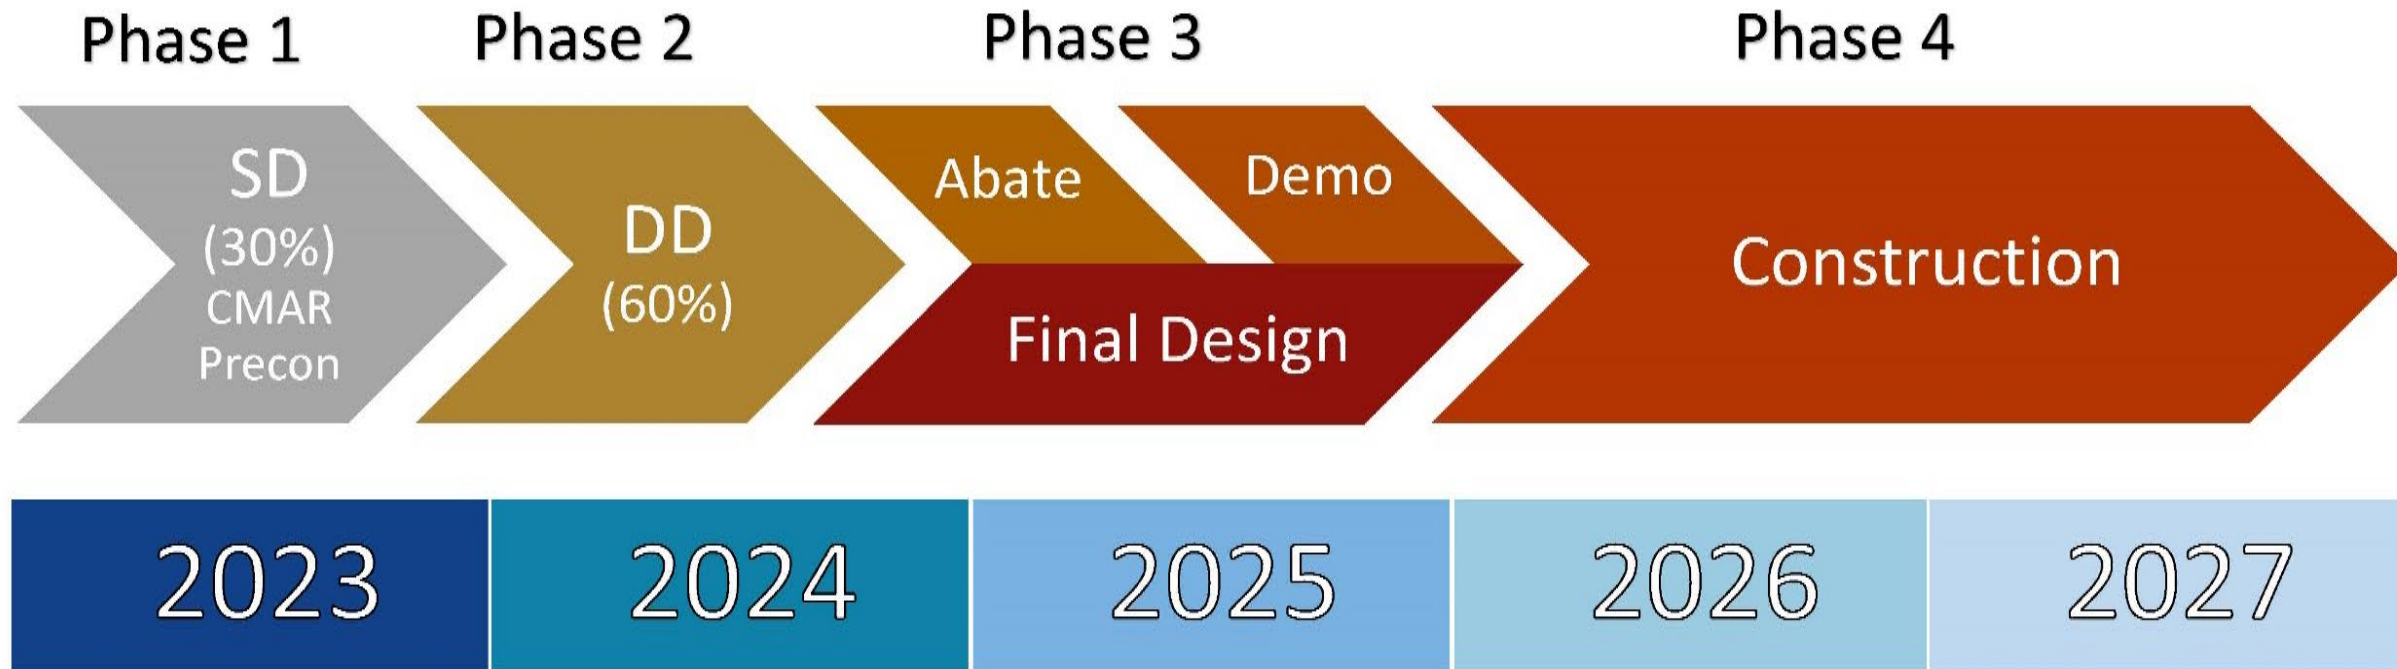 Phase 1 Phase 2 Phase 3 Phase 4
SD
(30%)
CMAR
Precon
DD
(60%)
Abate
Demo
Final Design
Construction
2023 2024 2025 2026 2027